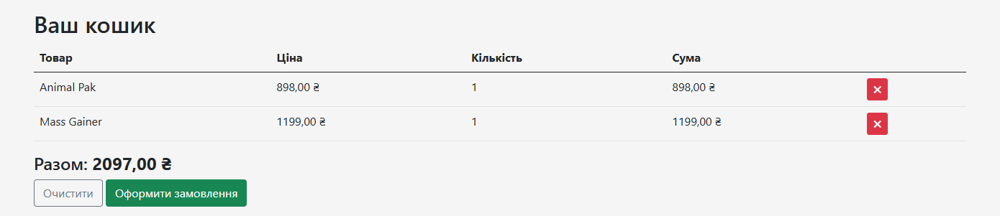 Ваш кошик
Товар Ціна Кількість Сума
Animal Pak 898,00 ₴ 1 898,00 ₴
Mass Gainer 1199,00 ₴ 1 1199,00 ₴
Разом: 2097,00 ₴
Очистити Оформити замовлення